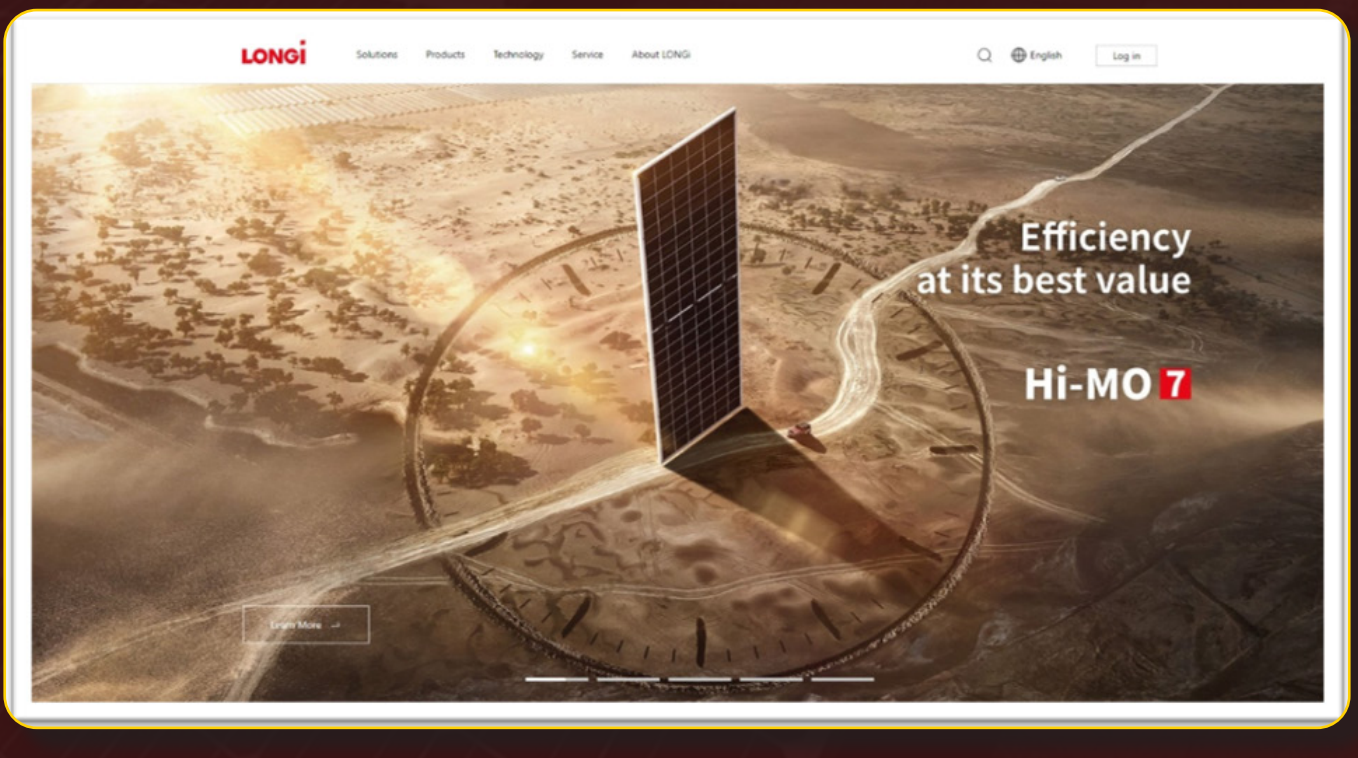 LONGi
Solutions Products Technology Service About LONGi
English
Log in
Efficiency
at its best value
Hi-MO 7
Learn More